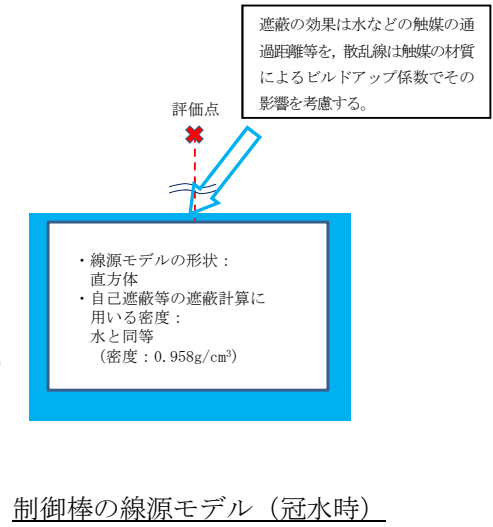 遮蔽の効果は水などの触媒の通
過距離等を, 散乱線は触媒の材質
によるビルドアップ係数でその
影響を考慮する。
評価点
・線源モデルの形状：
直方体
・自己遮蔽等の遮蔽計算に
用いる密度：
水と同等
（密度：0.958g/cm³）
制御棒の線源モデル（冠水時）